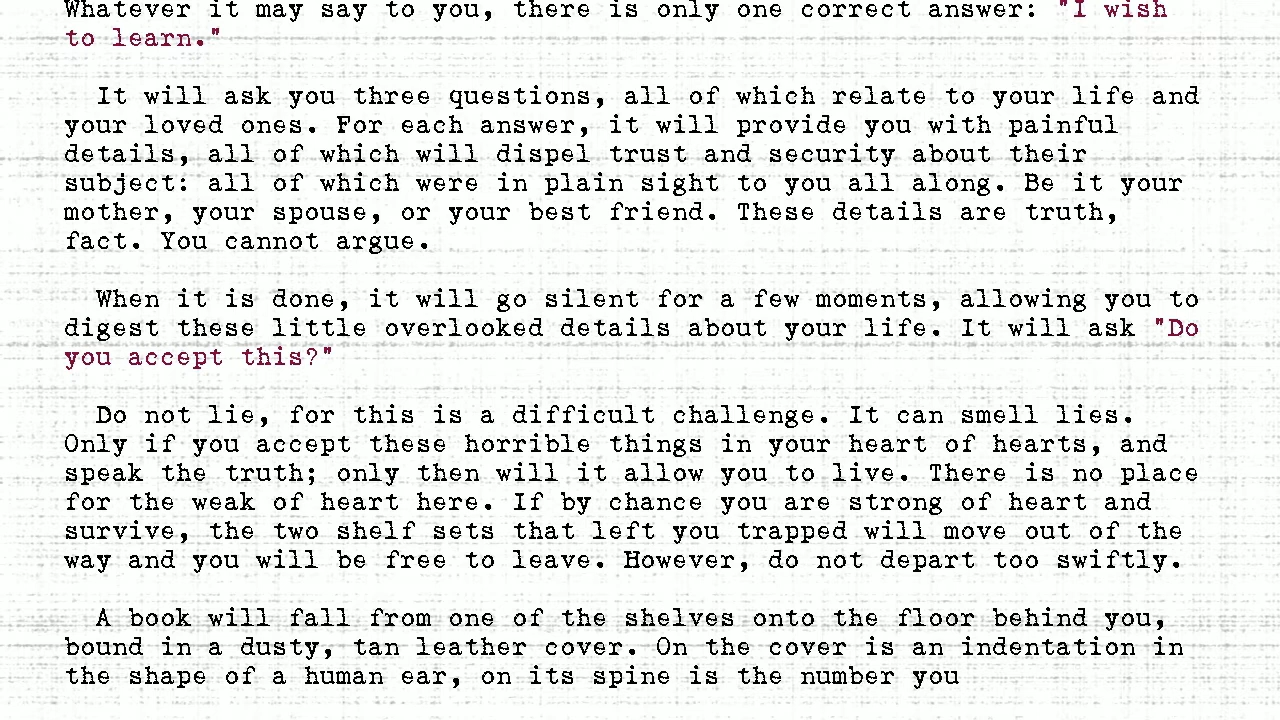 Whatever it may say to you, there is only one correct answer: "I wish
to learn."
It will ask you three questions, all of which relate to your life and
your loved ones. For each answer, it will provide you with painful
details, all of which will dispel trust and security about their
subject: all of which were in plain sight to you all along. Be it your
mother, your spouse, or your best friend. These details are truth,
fact. You cannot argue.
When it is done, it will go silent for a few moments, allowing you to
digest these little overlooked details about your life. It will ask "Do
you accept this?"
Do not lie, for this is a difficult challenge. It can smell lies.
Only if you accept these horrible things in your heart of hearts, and
speak the truth; only then will it allow you to live. There is no place
for the weak of heart here. If by chance you are strong of heart and
survive, the two shelf sets that left you trapped will move out of the
way and you will be free to leave. However, do not depart too swiftly.
A book will fall from one of the shelves onto the floor behind you,
bound in a dusty, tan leather cover. On the cover is an indentation in
the shape of a human ear, on its spine is the number you